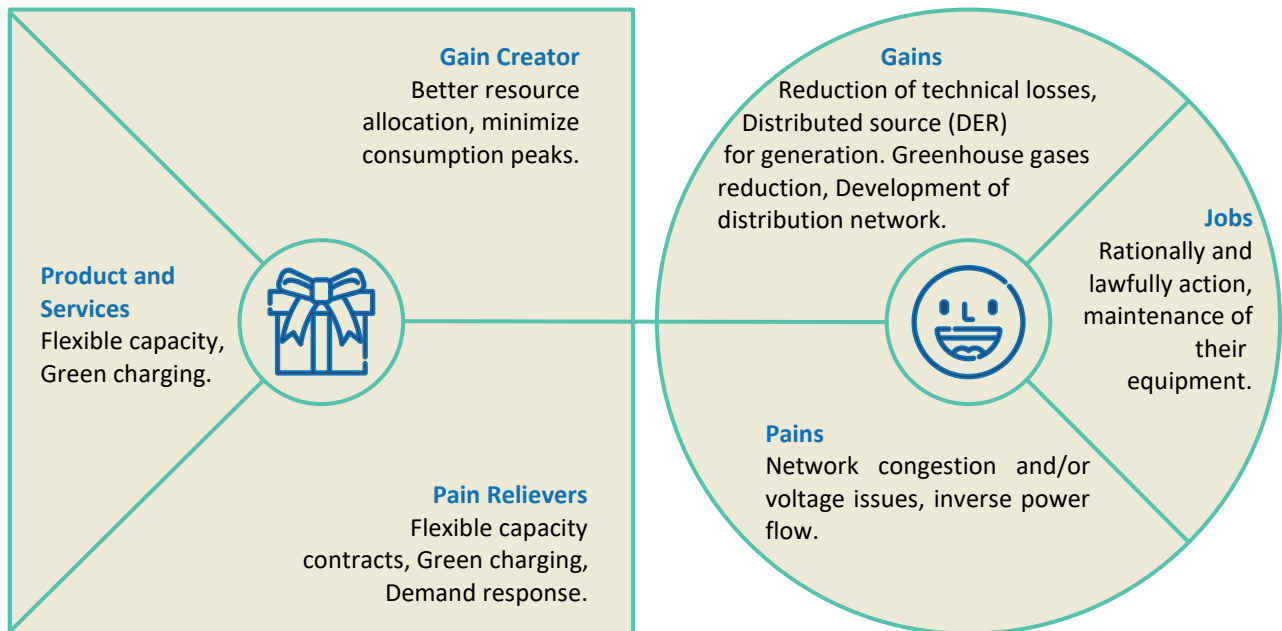 Gain Creator
Better resource
allocation, minimize
consumption peaks.
Product and
Services
Flexible capacity,
Green charging.
Pain Relievers
Flexible capacity
contracts, Green charging,
Demand response.
Gains
Reduction of technical losses,
Distributed source (DER)
for generation. Greenhouse gases
reduction, Development of
distribution network.
Jobs
Rationally and
lawfully action,
maintenance of
their
equipment.
Pains
Network congestion and/or
voltage issues, inverse power
flow.